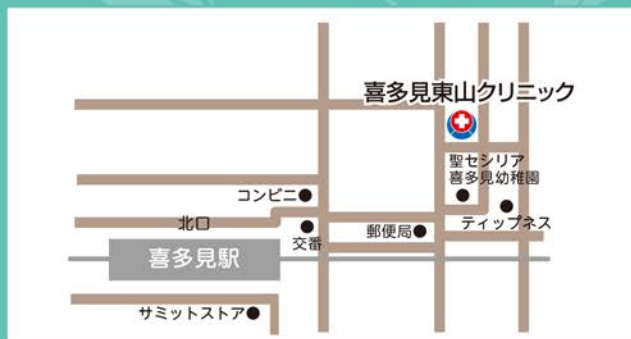 喜多見東山クリニック
聖セシリア
喜多見幼稚園
コンビニ
北口
交番
郵便局
ティップネス
喜多見駅
サミットストア